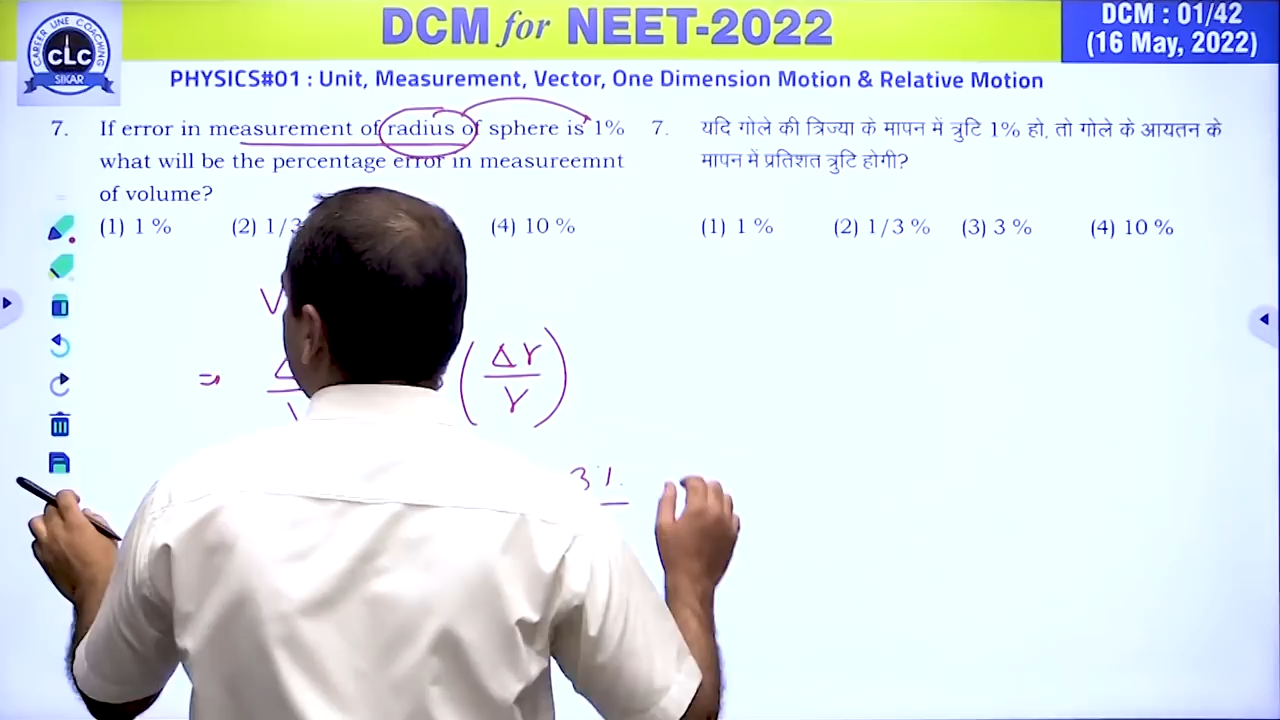 DCM for NEET-2022
DCM : 01/42
(16 May, 2022)
CAREER LINE COACHING
CLC
SIKAR
PHYSICS#01 : Unit, Measurement, Vector, One Dimension Motion & Relative Motion
7. If error in measurement of radius of sphere is 1%
what will be the percentage error in measureemnt
of volume?
(1) 1 % (2) 1/3 (4) 10 %
7. यदि गोले की त्रिज्या के मापन में त्रुटि 1% हो, तो गोले के आयतन के
मापन में प्रतिशत त्रुटि होगी?
(1) 1 % (2) 1/3 % (3) 3 % (4) 10 %
V
⇒ Δ (Δr/r)
3%